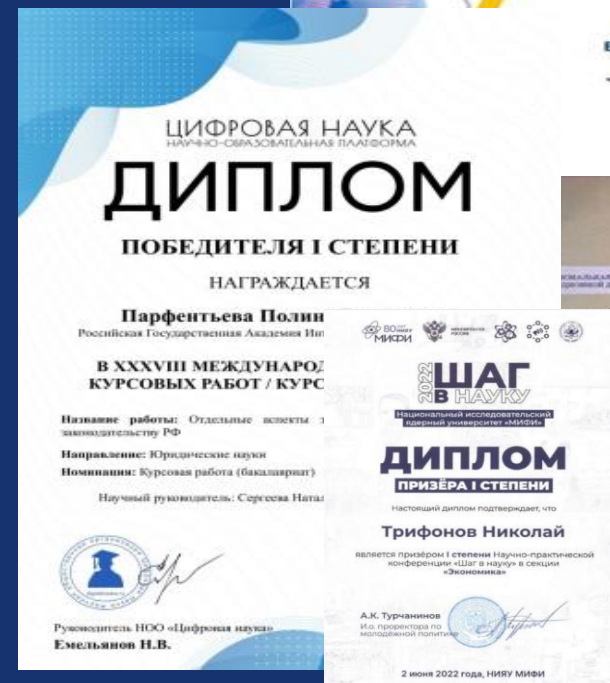 ЦИФРОВАЯ НАУКА
НАУЧНО-ОБРАЗОВАТЕЛЬНАЯ ПЛАТФОРМА
ДИПЛОМ
ПОБЕДИТЕЛЯ I СТЕПЕНИ
НАГРАЖДАЕТСЯ
Парфентьева Полин
Российская Государственная Академия Инт
В XXXVIII МЕЖДУНАРОД
КУРСОВЫХ РАБОТ / КУРС
Название работы: Отдельные аспекты
законодательству РФ
Направление: Юридические науки
Номинация: Курсовая работа (бакалавриат)
Научный руководитель: Сергеева Натал
Руководитель НОО «Цифровая наука»
Емельянов Н.В.
МИФИ
2022
ШАГ
В НАУКУ
Национальный исследовательский
ядерный университет «МИФИ»
ДИПЛОМ
ПРИЗЁРА I СТЕПЕНИ
Настоящий диплом подтверждает, что
Трифонов Николай
является призёром I степени Научно-практической
конференции «Шаг в науку» в секции
«Экономика»
А.К. Турчанинов
И.о. проректора по
молодёжной политике
2 июня 2022 года, НИЯУ МИФИ